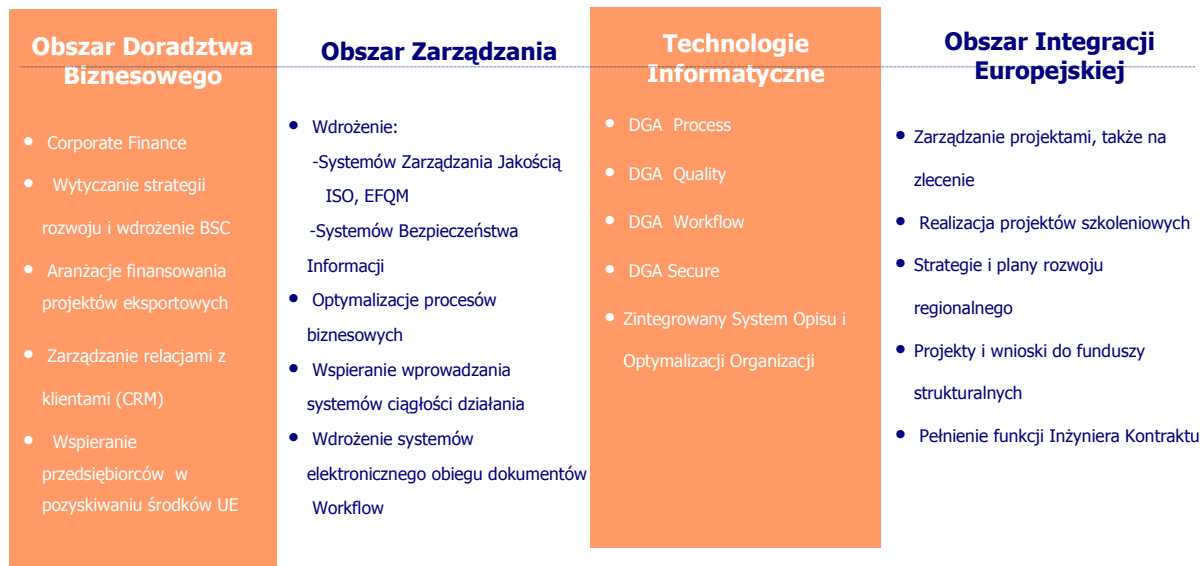 Obszar Doradztwa
Biznesowego
• Corporate Finance
• Wytyczanie strategii
rozwoju i wdrożenie BSC
• Aranżacje finansowania
projektów eksportowych
• Zarządzanie relacjami z
klientami (CRM)
• Wspieranie
przedsiębiorców w
pozyskiwaniu środków UE
Obszar Zarządzania
• Wdrożenie:
-Systemów Zarządzania Jakością
ISO, EFQM
-Systemów Bezpieczeństwa
Informacji
• Optymalizacje procesów
biznesowych
• Wspieranie wprowadzania
systemów ciągłości działania
• Wdrożenie systemów
elektronicznego obiegu dokumentów
Workflow
Technologie
Informatyczne
• DGA Process
• DGA Quality
• DGA Workflow
• DGA Secure
• Zintegrowany System Opisu i
Optymalizacji Organizacji
Obszar Integracji
Europejskiej
• Zarządzanie projektami, także na
zlecenie
• Realizacja projektów szkoleniowych
• Strategie i plany rozwoju
regionalnego
• Projekty i wnioski do funduszy
strukturalnych
• Pełnienie funkcji Inżyniera Kontraktu